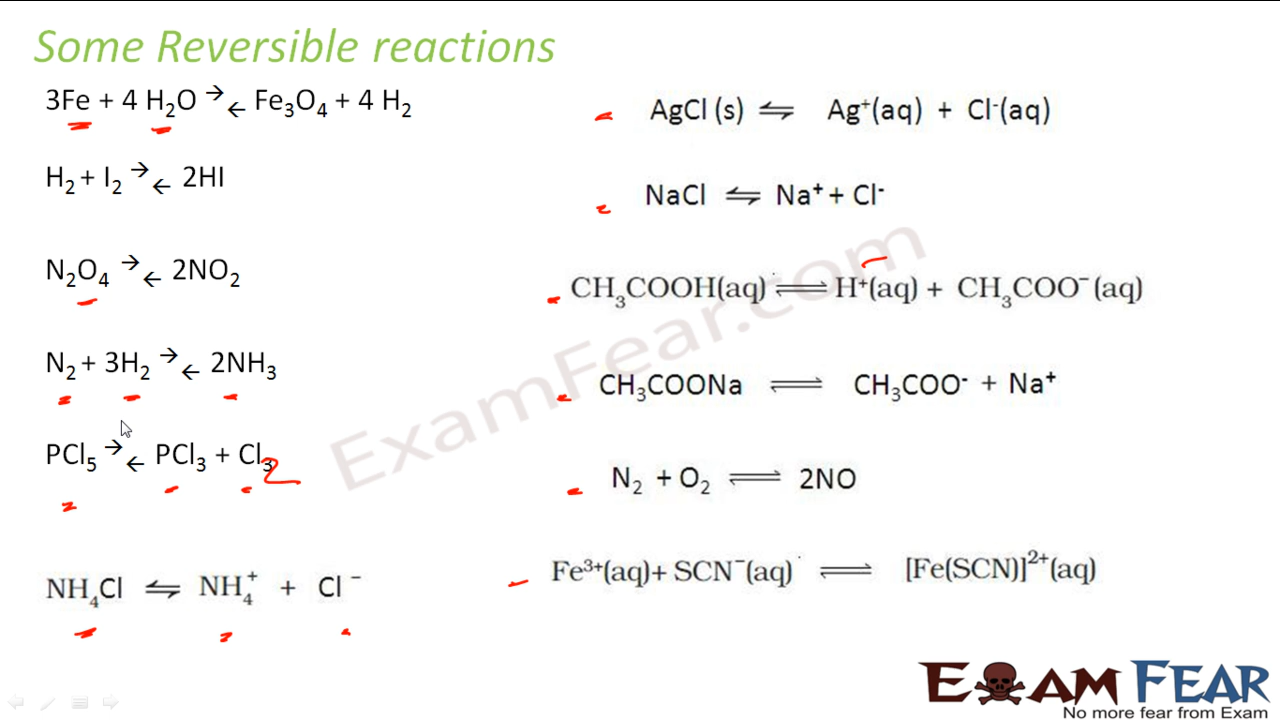 Some Reversible reactions
3Fe + 4 H₂O →← Fe₃O₄ + 4 H₂
H₂ + I₂ →← 2HI
N₂O₄ →← 2NO₂
N₂ + 3H₂ →← 2NH₃
PCl₅ →← PCl₃ + Cl₃ 2
NH₄Cl ⇋ NH₄⁺ + Cl⁻
AgCl (s) ⇋ Ag⁺(aq) + Cl⁻(aq)
NaCl ⇋ Na⁺ + Cl⁻
CH₃COOH(aq) ⇌ H⁺(aq) + CH₃COO⁻(aq)
CH₃COONa ⇌ CH₃COO⁻ + Na⁺
N₂ + O₂ ⇌ 2NO
Fe³⁺(aq)+ SCN⁻(aq) ⇌ [Fe(SCN)]²⁺(aq)
ExamFear.com
EXAM FEAR
No more fear from Exam